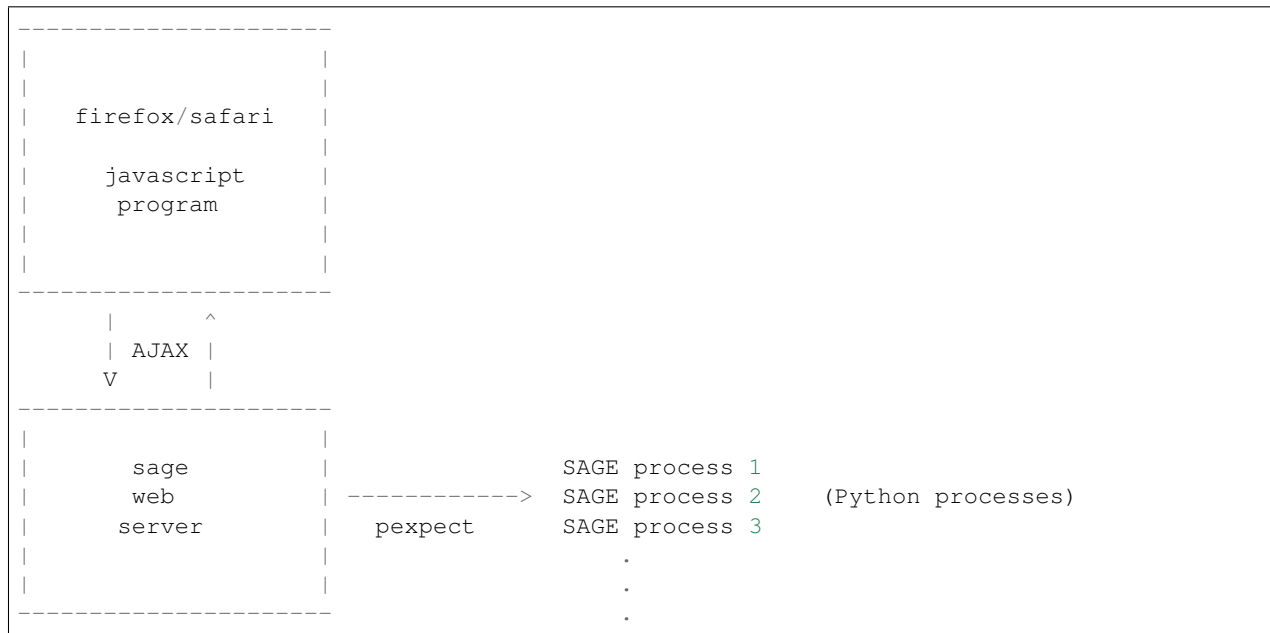 ----------------------
|                    |
|                    |
|   firefox/safari   |
|                    |
|     javascript     |
|      program       |
|                    |
|                    |
----------------------
      |      ^
      | AJAX |
      V      |
----------------------
|                    |
|       sage         |                SAGE process 1
|       web          | ------------>  SAGE process 2    (Python processes)
|      server        |   pexpect      SAGE process 3
|                    |                    .
|                    |                    .
----------------------                    .